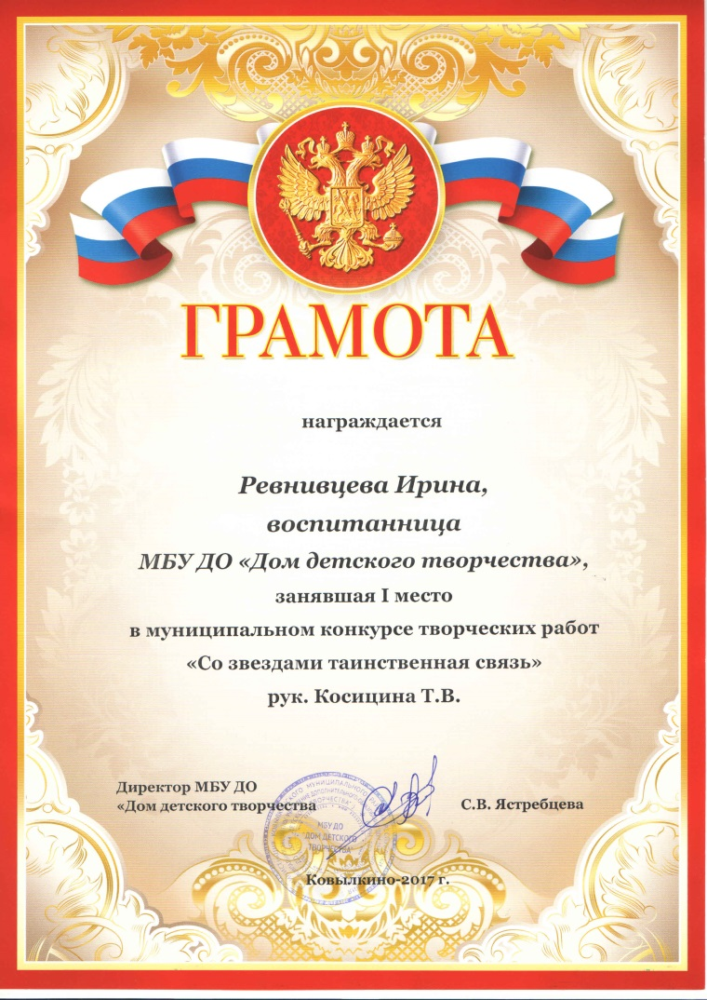 ГРАМОТА
награждается
Ревнивцева Ирина,
воспитанница
МБУ ДО «Дом детского творчества»,
занявшая I место
в муниципальном конкурсе творческих работ
«Со звездами таинственная связь»
рук. Косицина Т.В.
Директор МБУ ДО
«Дом детского творчества
С.В. Ястребцева
МБУ ДО
ДОМ ДЕТСКОГО
ТВОРЧЕСТВА
Ковылкино-2017 г.